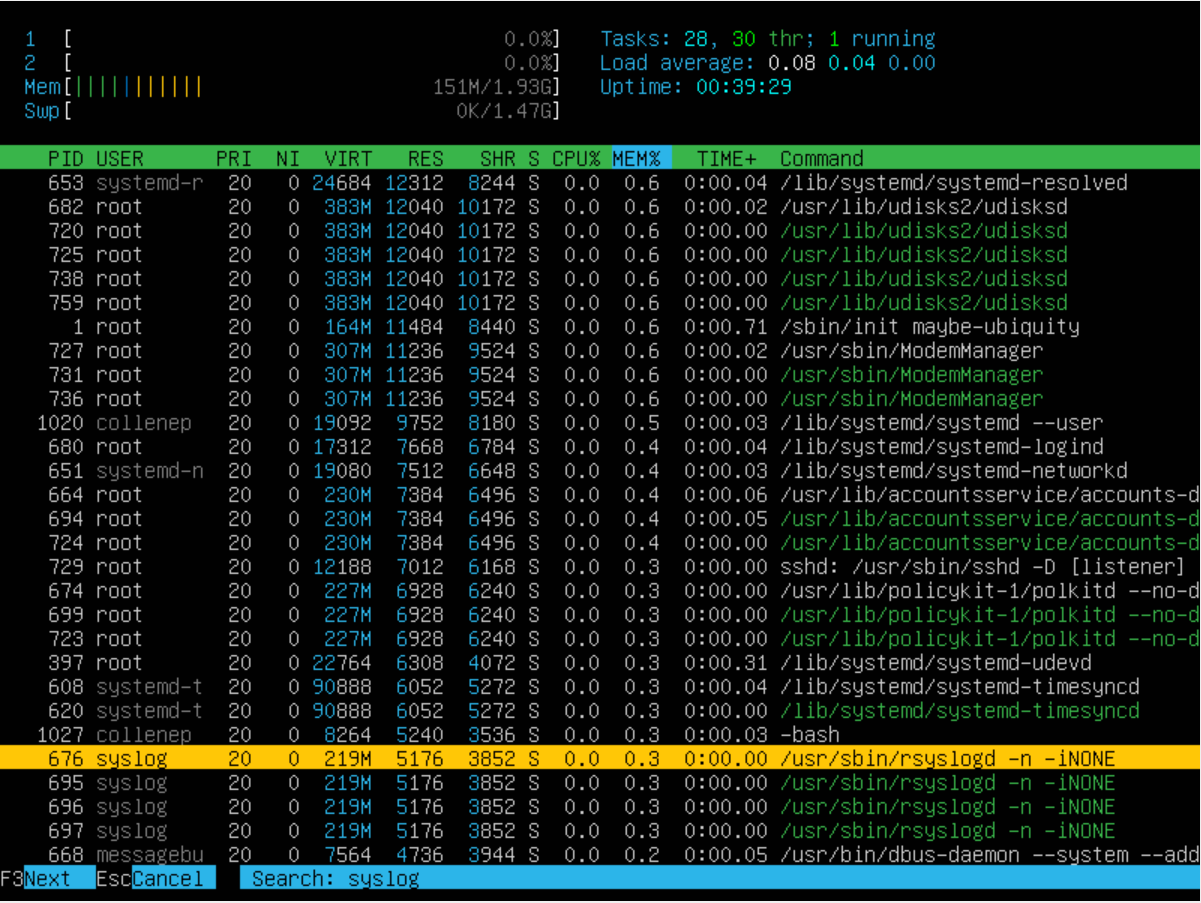 1 [ 0.0%] Tasks: 28, 30 thr; 1 running
2 [ 0.0%] Load average: 0.08 0.04 0.00
Mem[||||||||||| 151M/1.93G] Uptime: 00:39:29
Swp[ 0K/1.47G]
PID USER PRI NI VIRT RES SHR S CPU% MEM% TIME+ Command
653 systemd-r 20 0 24684 12312 8244 S 0.0 0.6 0:00.04 /lib/systemd/systemd-resolved
682 root 20 0 383M 12040 10172 S 0.0 0.6 0:00.02 /usr/lib/udisks2/udisksd
720 root 20 0 383M 12040 10172 S 0.0 0.6 0:00.00 /usr/lib/udisks2/udisksd
725 root 20 0 383M 12040 10172 S 0.0 0.6 0:00.00 /usr/lib/udisks2/udisksd
738 root 20 0 383M 12040 10172 S 0.0 0.6 0:00.00 /usr/lib/udisks2/udisksd
759 root 20 0 383M 12040 10172 S 0.0 0.6 0:00.00 /usr/lib/udisks2/udisksd
1 root 20 0 164M 11484 8440 S 0.0 0.6 0:00.71 /sbin/init maybe-ubiquity
727 root 20 0 307M 11236 9524 S 0.0 0.6 0:00.02 /usr/sbin/ModemManager
731 root 20 0 307M 11236 9524 S 0.0 0.6 0:00.00 /usr/sbin/ModemManager
736 root 20 0 307M 11236 9524 S 0.0 0.6 0:00.00 /usr/sbin/ModemManager
1020 collenep 20 0 19092 9752 8180 S 0.0 0.5 0:00.03 /lib/systemd/systemd --user
680 root 20 0 17312 7668 6784 S 0.0 0.4 0:00.04 /lib/systemd/systemd-logind
651 systemd-n 20 0 19080 7512 6648 S 0.0 0.4 0:00.03 /lib/systemd/systemd-networkd
664 root 20 0 230M 7384 6496 S 0.0 0.4 0:00.06 /usr/lib/accountsservice/accounts-d
694 root 20 0 230M 7384 6496 S 0.0 0.4 0:00.05 /usr/lib/accountsservice/accounts-d
724 root 20 0 230M 7384 6496 S 0.0 0.4 0:00.00 /usr/lib/accountsservice/accounts-d
729 root 20 0 12188 7012 6168 S 0.0 0.3 0:00.00 sshd: /usr/sbin/sshd -D [listener]
674 root 20 0 227M 6928 6240 S 0.0 0.3 0:00.00 /usr/lib/policykit-1/polkitd --no-d
699 root 20 0 227M 6928 6240 S 0.0 0.3 0:00.00 /usr/lib/policykit-1/polkitd --no-d
723 root 20 0 227M 6928 6240 S 0.0 0.3 0:00.00 /usr/lib/policykit-1/polkitd --no-d
397 root 20 0 22764 6308 4072 S 0.0 0.3 0:00.31 /lib/systemd/systemd-udevd
608 systemd-t 20 0 90888 6052 5272 S 0.0 0.3 0:00.04 /lib/systemd/systemd-timesyncd
620 systemd-t 20 0 90888 6052 5272 S 0.0 0.3 0:00.00 /lib/systemd/systemd-timesyncd
1027 collenep 20 0 8264 5240 3536 S 0.0 0.3 0:00.03 -bash
676 syslog 20 0 219M 5176 3852 S 0.0 0.3 0:00.00 /usr/sbin/rsyslogd -n -iNONE
695 syslog 20 0 219M 5176 3852 S 0.0 0.3 0:00.00 /usr/sbin/rsyslogd -n -iNONE
696 syslog 20 0 219M 5176 3852 S 0.0 0.3 0:00.00 /usr/sbin/rsyslogd -n -iNONE
697 syslog 20 0 219M 5176 3852 S 0.0 0.3 0:00.00 /usr/sbin/rsyslogd -n -iNONE
668 messagebu 20 0 7564 4736 3944 S 0.0 0.2 0:00.05 /usr/bin/dbus-daemon --system --add
F3Next EscCancel Search: syslog